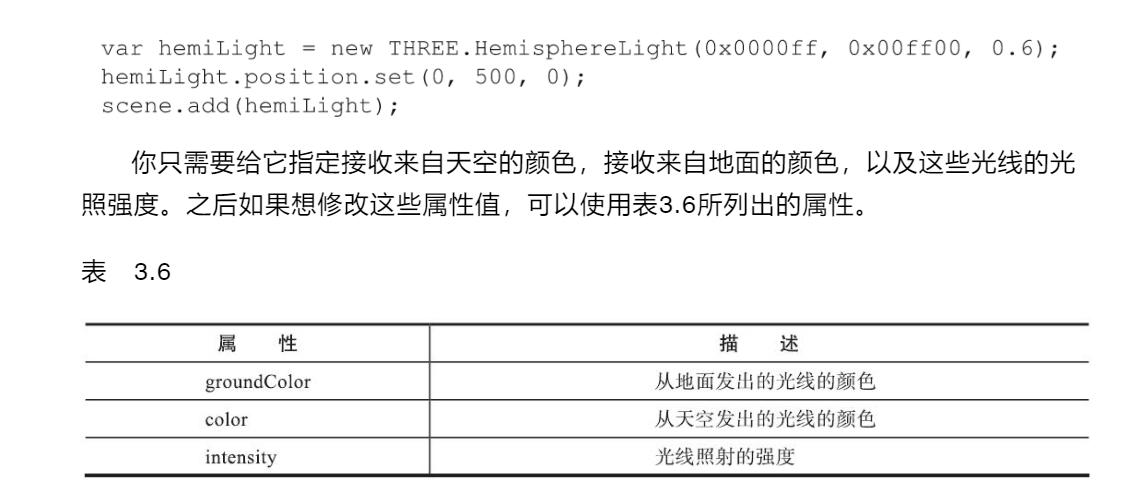 var hemiLight = new THREE.HemisphereLight(0x0000ff, 0x00ff00, 0.6);
hemiLight.position.set(0, 500, 0);
scene.add(hemiLight);
你只需要给它指定接收来自天空的颜色，接收来自地面的颜色，以及这些光线的光
照强度。之后如果想修改这些属性值，可以使用表3.6所列出的属性。
表 3.6
属 性 描 述
groundColor 从地面发出的光线的颜色
color 从天空发出的光线的颜色
intensity 光线照射的强度